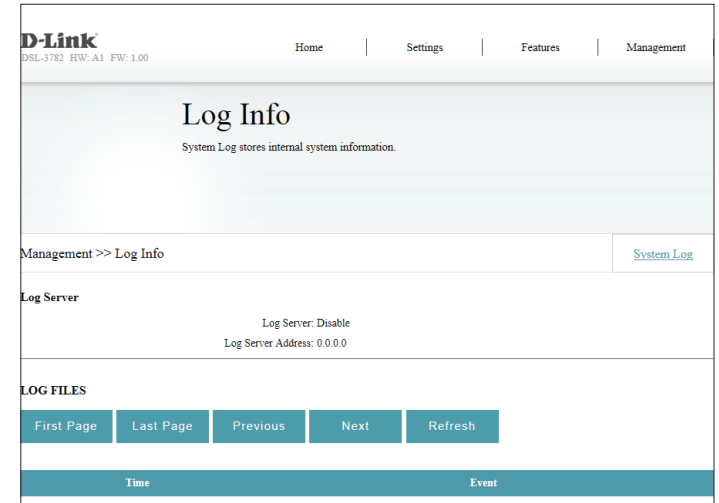 D-Link
DSL-3782 HW: A1 FW: 1.00
Home Settings Features Management
Log Info
System Log stores internal system information.
Management >> Log Info
System Log
Log Server
Log Server: Disable
Log Server Address: 0.0.0.0
LOG FILES
First Page Last Page Previous Next Refresh
Time Event